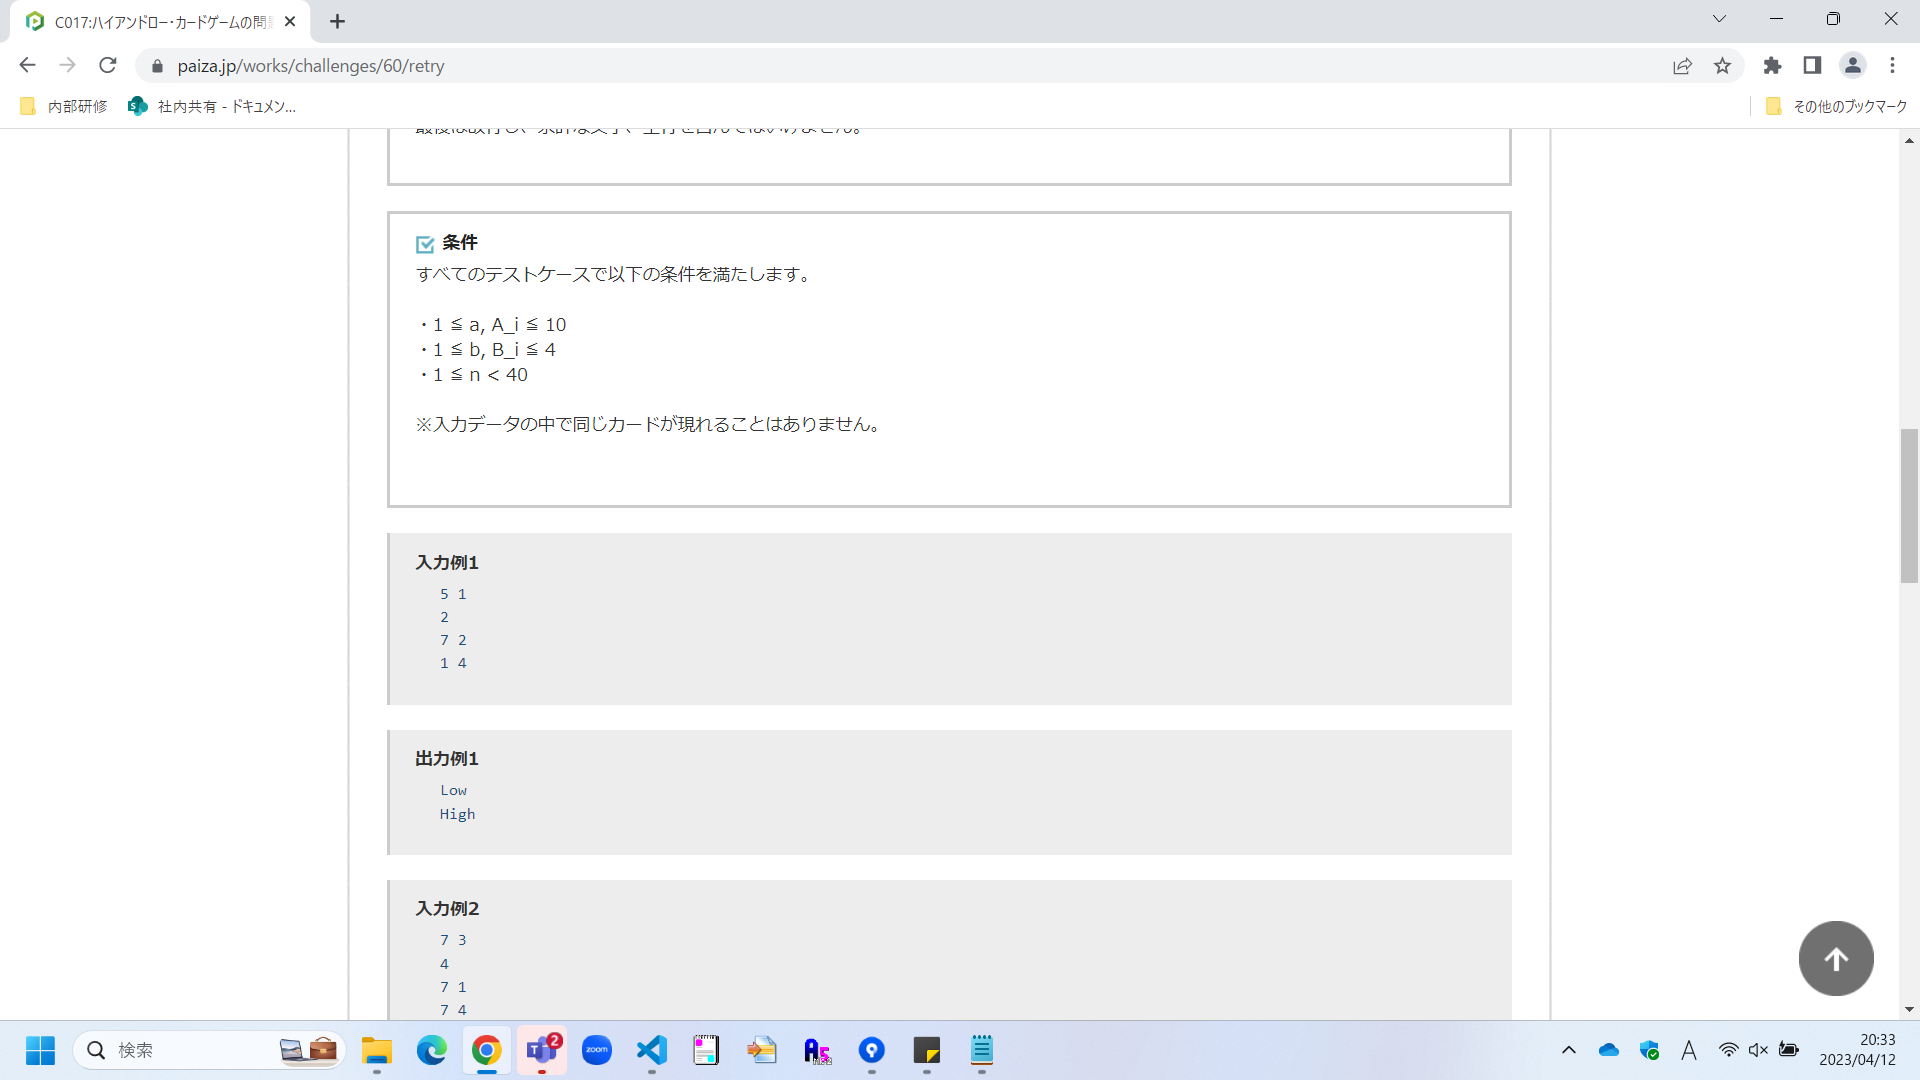 C017:ハイアンドロー・カードゲームの問
paiza.jp/works/challenges/60/retry
内部研修
社内共有 - ドキュメン...
その他のブックマーク
条件
すべてのテストケースで以下の条件を満たします。
・1 ≦ a, A_i ≦ 10
・1 ≦ b, B_i ≦ 4
・1 ≦ n < 40
※入力データの中で同じカードが現れることはありません。
入力例1
5 1
2
7 2
1 4
出力例1
Low
High
入力例2
7 3
4
7 1
7 4
検索
2
zoom
A
20:33
2023/04/12